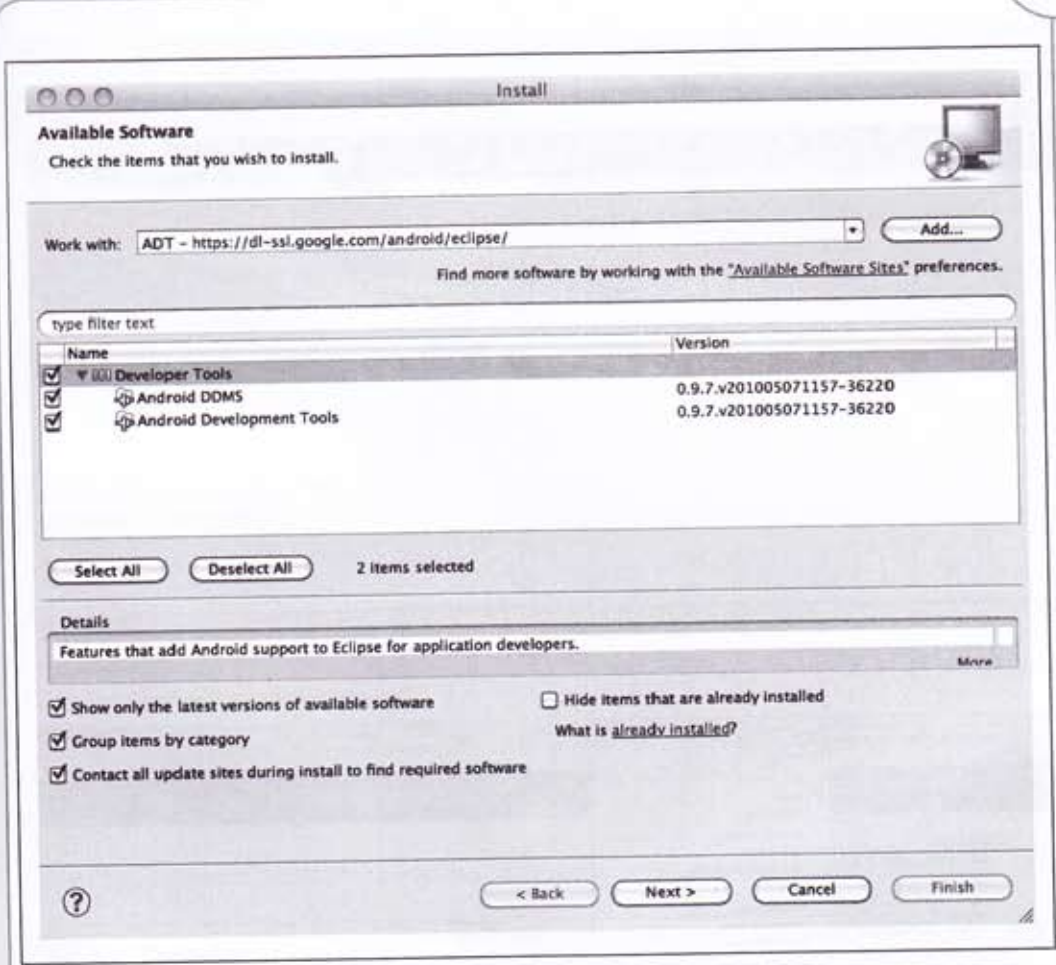 Install
Available Software
Check the items that you wish to install.
Work with: ADT - https://dl-ssl.google.com/android/eclipse/ Add...
Find more software by working with the "Available Software Sites" preferences.
type filter text
Name Version
Developer Tools
Android DDMS 0.9.7.v201005071157-36220
Android Development Tools 0.9.7.v201005071157-36220
Select All Deselect All 2 items selected
Details
Features that add Android support to Eclipse for application developers.
More
Show only the latest versions of available software Hide items that are already installed
Group items by category What is already installed?
Contact all update sites during install to find required software
? < Back Next > Cancel Finish